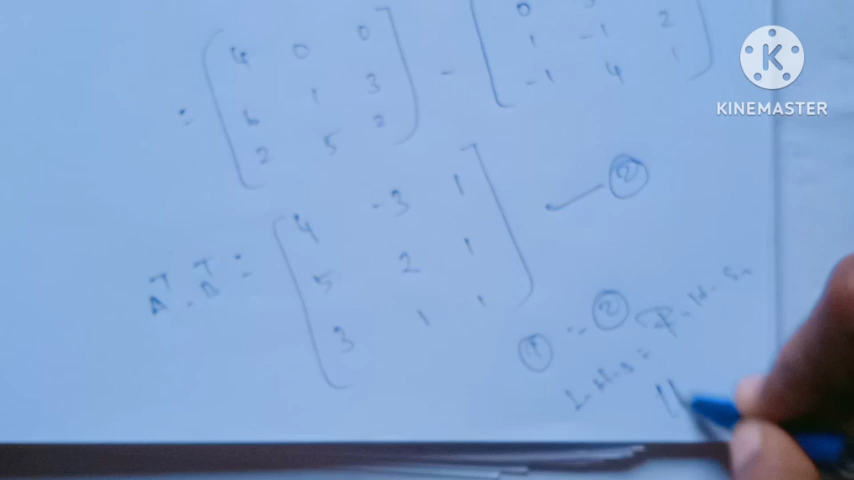 = [4 0 0 - [0 3
6 1 3 1 -1 2
2 5 2] -1 4 1]
Aᵀ - Bᵀ = [4 -3 1
5 2 1
3 1 1] ②
① = ②
L.H.S = R.H.S
K
KINEMASTER